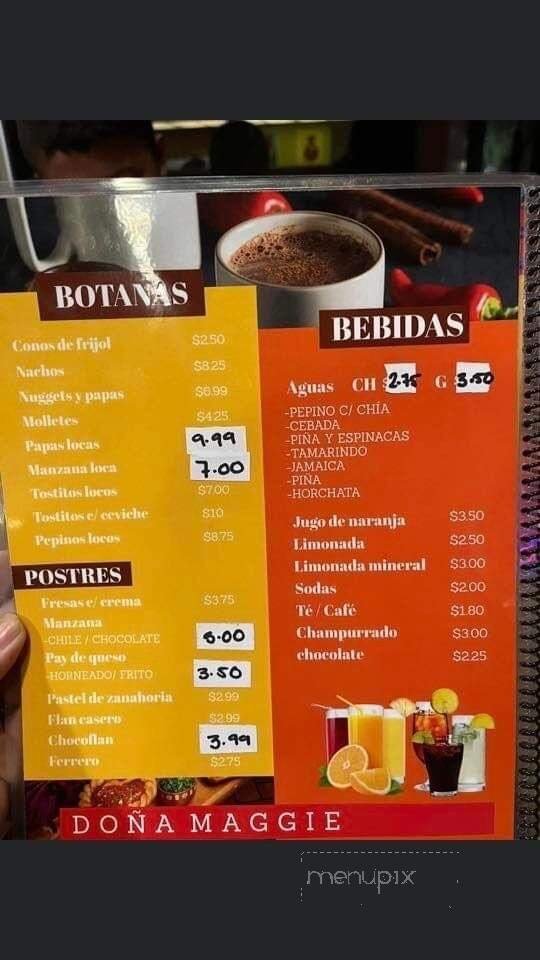 BOTANAS
Conos de frijol $2.50
Nachos $8.25
Nuggets y papas $6.99
Molletes $4.25
Papas locas 9.99
Manzana loca 7.00
Tostitos locos $7.00
Tostitos c/ ceviche $10
Pepinos locos $8.75
POSTRES
Fresas c/ crema $3.75
Manzana
-CHILE / CHOCOLATE 5.00
Pay de queso
-HORNEADO/ FRITO 3.50
Pastel de zanahoria $2.99
Flan casero $2.99
Chocoflan 3.99
Ferrero $2.75
BEBIDAS
Aguas CH $2.75 G 3.50
-PEPINO C/ CHÍA
-CEBADA
-PIÑA Y ESPINACAS
-TAMARINDO
-JAMAICA
-PIÑA
-HORCHATA
Jugo de naranja $3.50
Limonada $2.50
Limonada mineral $3.00
Sodas $2.00
Té / Café $1.80
Champurrado $3.00
chocolate $2.25
DOÑA MAGGIE
menupix